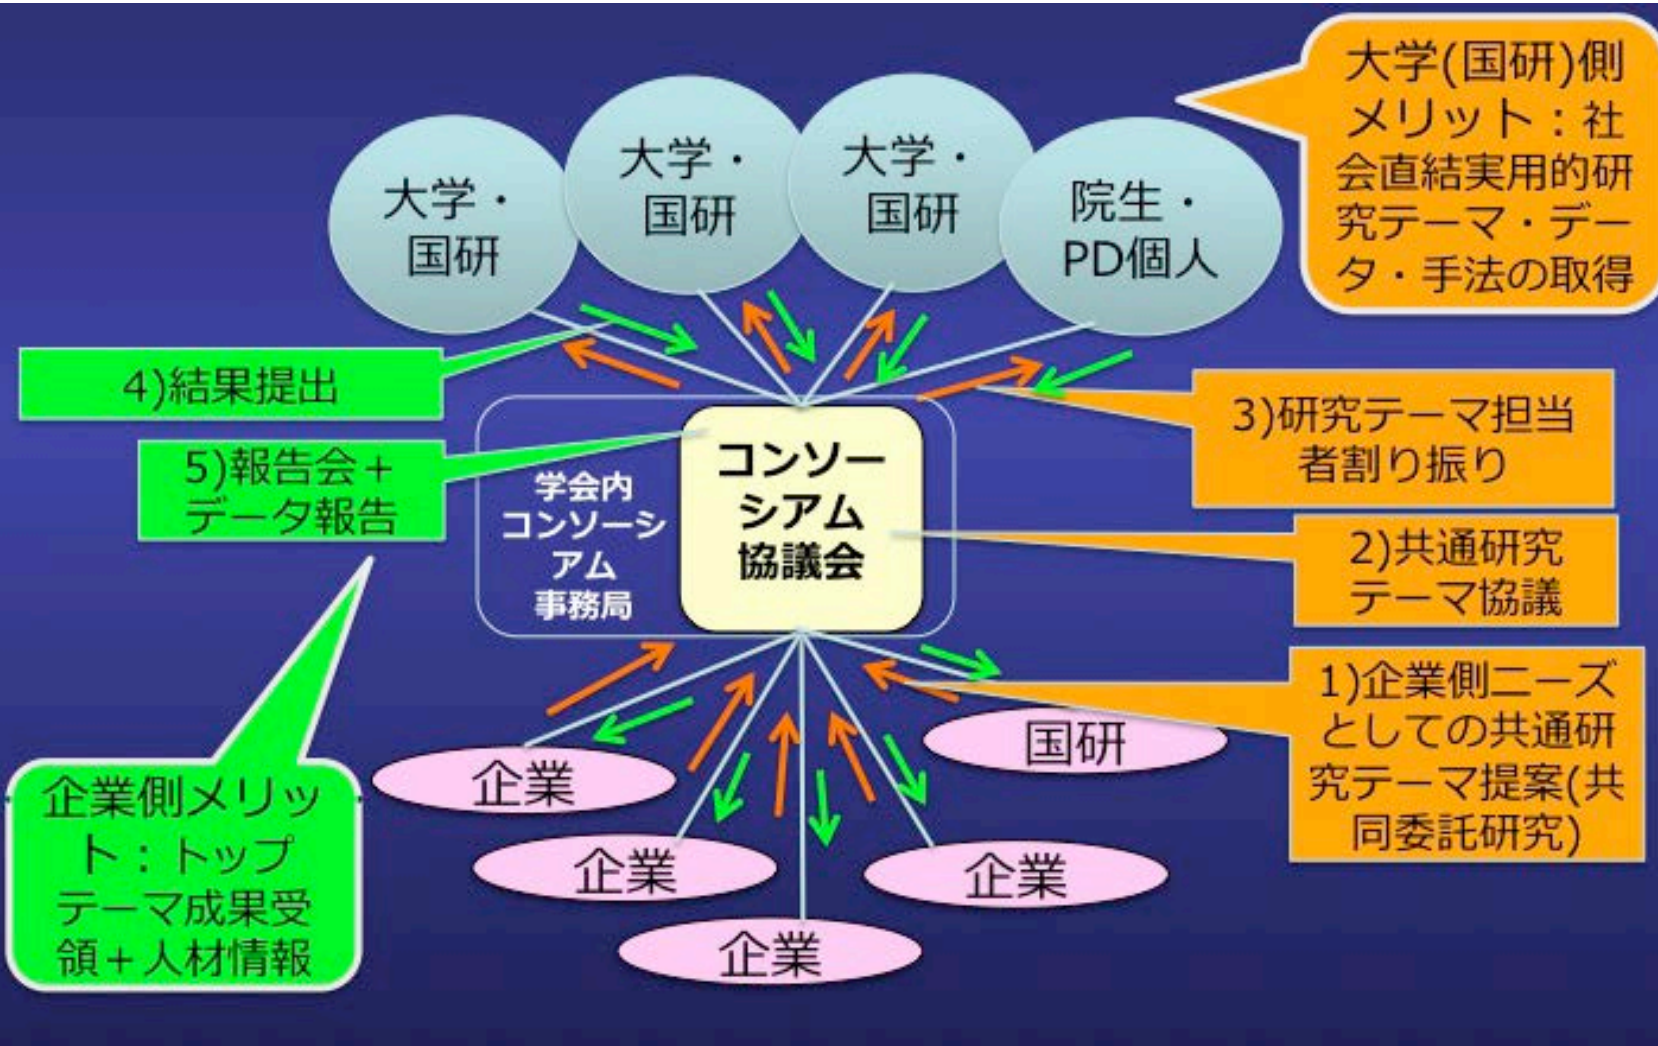 大学・
国研
大学・
国研
大学・
国研
院生・
PD個人
大学(国研)側
メリット：社
会直結実用的研
究テーマ・デー
タ・手法の取得
4)結果提出
5)報告会＋
データ報告
学会内
コンソーシ
アム
事務局
コンソー
シアム
協議会
3)研究テーマ担当
者割り振り
2)共通研究
テーマ協議
1)企業側ニーズ
としての共通研
究テーマ提案(共
同委託研究)
企業側メリッ
ト：トップ
テーマ成果受
領＋人材情報
企業
企業
企業
企業
国研